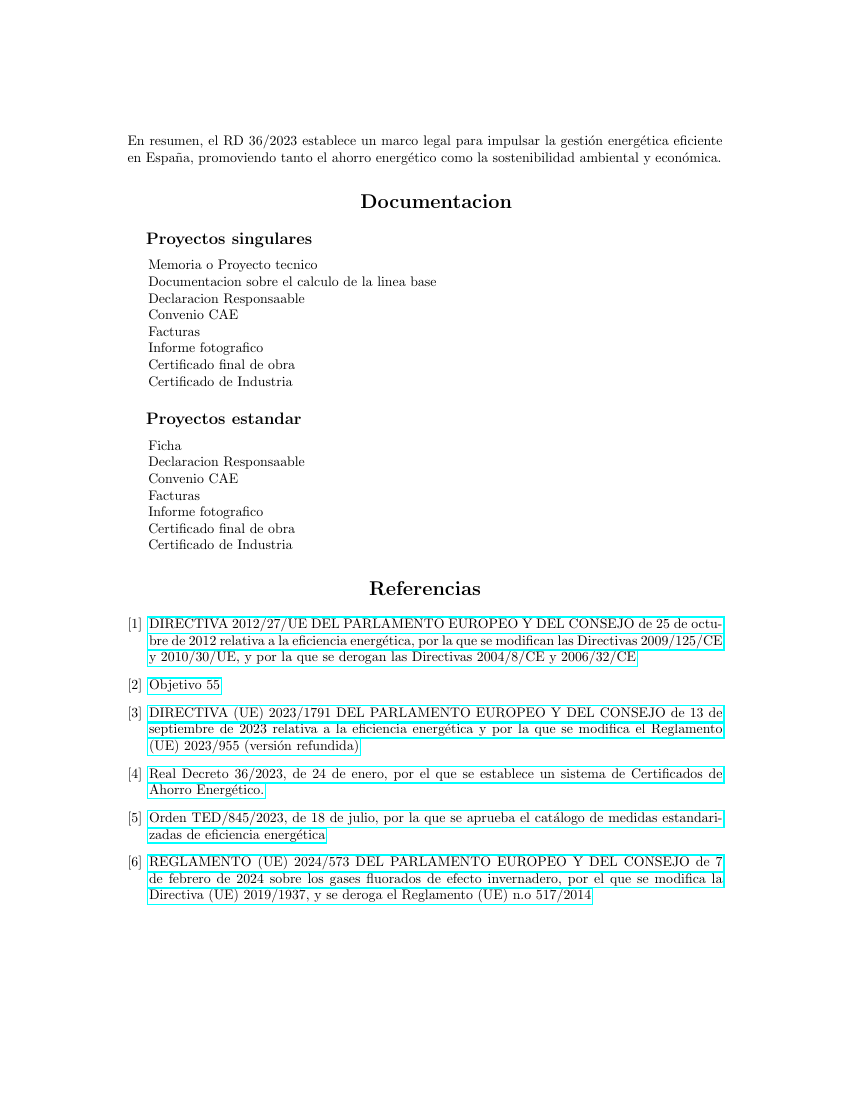 En resumen, el RD 36/2023 establece un marco legal para impulsar la gestión energética eficiente
en España, promoviendo tanto el ahorro energético como la sostenibilidad ambiental y económica.
Documentacion
Proyectos singulares
Memoria o Proyecto tecnico
Documentacion sobre el calculo de la linea base
Declaracion Responsaable
Convenio CAE
Facturas
Informe fotografico
Certificado final de obra
Certificado de Industria
Proyectos estandar
Ficha
Declaracion Responsaable
Convenio CAE
Facturas
Informe fotografico
Certificado final de obra
Certificado de Industria
Referencias
[1] DIRECTIVA 2012/27/UE DEL PARLAMENTO EUROPEO Y DEL CONSEJO de 25 de octu-
bre de 2012 relativa a la eficiencia energética, por la que se modifican las Directivas 2009/125/CE
y 2010/30/UE, y por la que se derogan las Directivas 2004/8/CE y 2006/32/CE
[2] Objetivo 55
[3] DIRECTIVA (UE) 2023/1791 DEL PARLAMENTO EUROPEO Y DEL CONSEJO de 13 de
septiembre de 2023 relativa a la eficiencia energética y por la que se modifica el Reglamento
(UE) 2023/955 (versión refundida)
[4] Real Decreto 36/2023, de 24 de enero, por el que se establece un sistema de Certificados de
Ahorro Energético.
[5] Orden TED/845/2023, de 18 de julio, por la que se aprueba el catálogo de medidas estandari-
zadas de eficiencia energética
[6] REGLAMENTO (UE) 2024/573 DEL PARLAMENTO EUROPEO Y DEL CONSEJO de 7
de febrero de 2024 sobre los gases fluorados de efecto invernadero, por el que se modifica la
Directiva (UE) 2019/1937, y se deroga el Reglamento (UE) n.o 517/2014